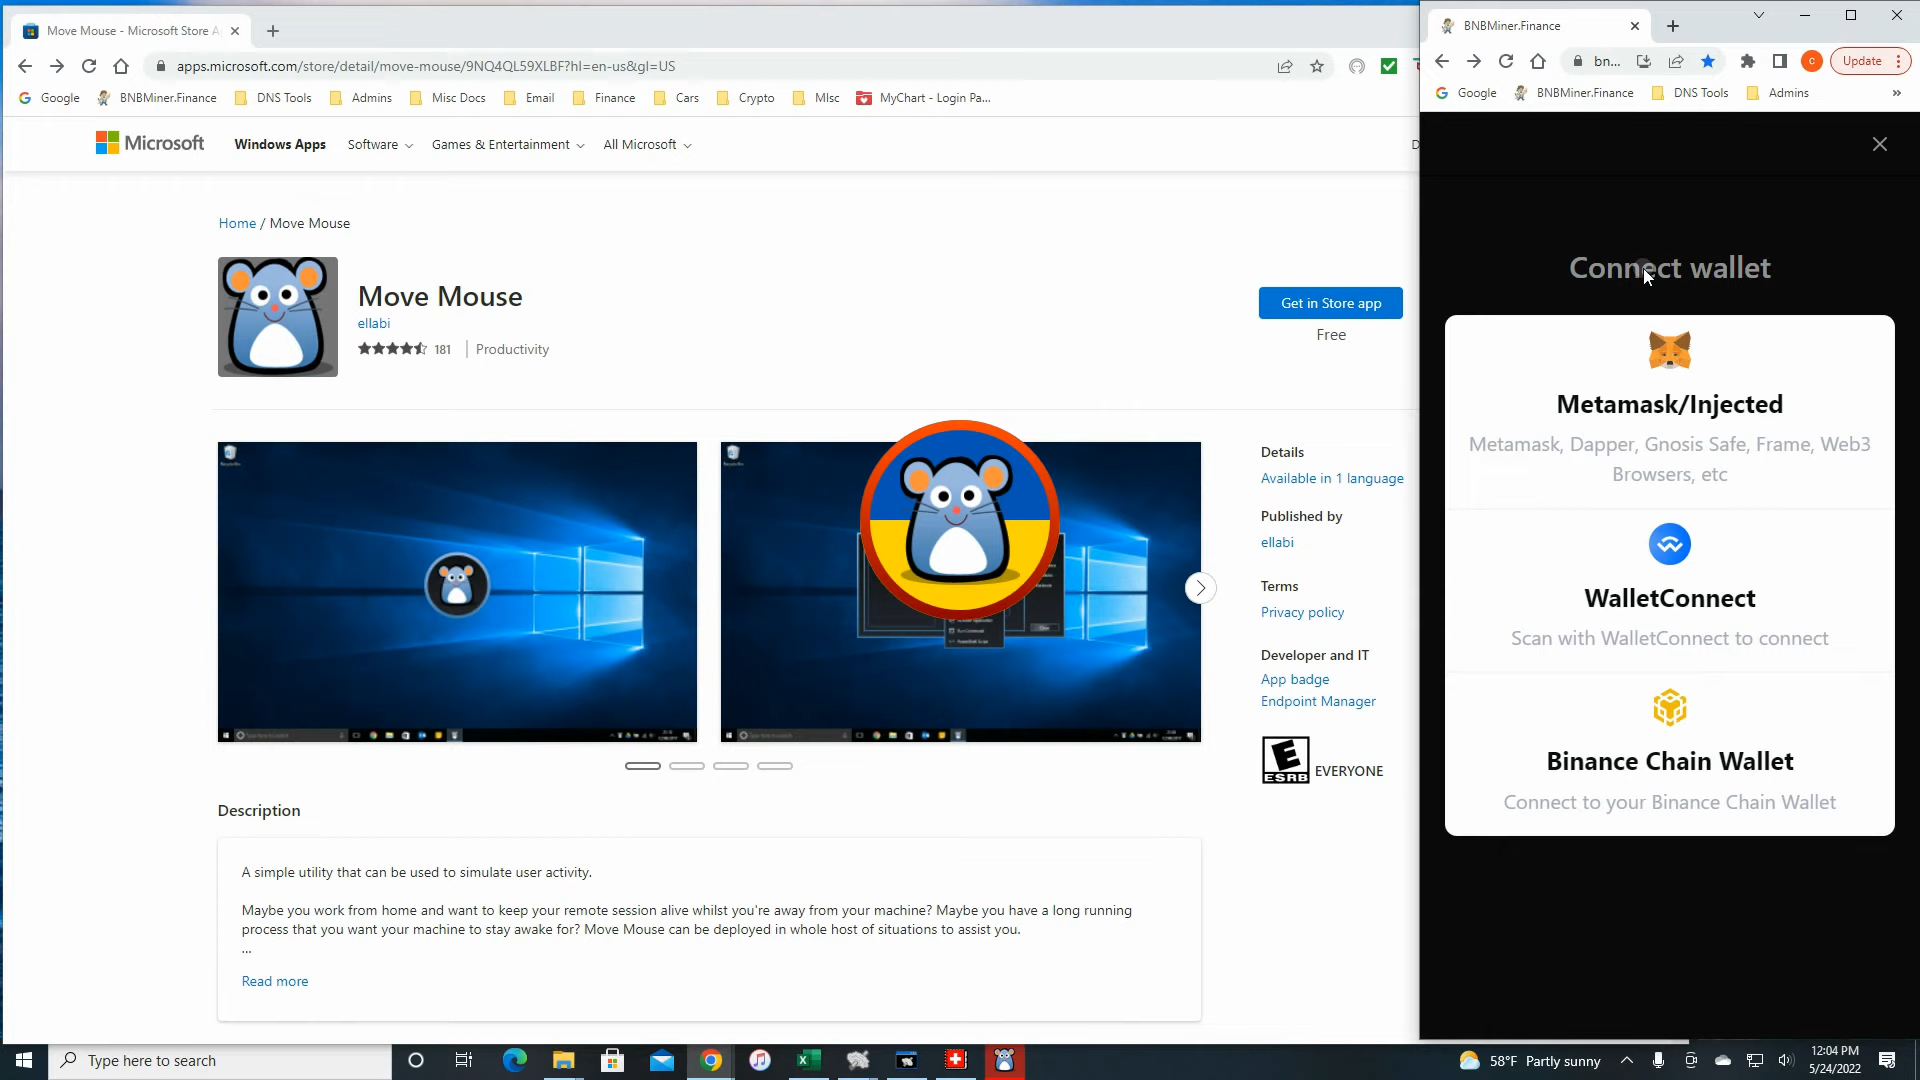 Move Mouse - Microsoft Store A
apps.microsoft.com/store/detail/move-mouse/9NQ4QL59XLBF?hl=en-us&gl=US
Google
BNBMiner.Finance
DNS Tools
Admins
Misc Docs
Email
Finance
Cars
Crypto
MIsc
MyChart - Login Pa...
Microsoft
Windows Apps
Software
Games & Entertainment
All Microsoft
D
Home / Move Mouse
Move Mouse
ellabi
181
Productivity
Get in Store app
Free
Details
Available in 1 language
Published by
ellabi
Terms
Privacy policy
Developer and IT
App badge
Endpoint Manager
E
ESRB
EVERYONE
Description
A simple utility that can be used to simulate user activity.
Maybe you work from home and want to keep your remote session alive whilst you're away from your machine? Maybe you have a long running
process that you want your machine to stay awake for? Move Mouse can be deployed in whole host of situations to assist you.
...
Read more
BNBMiner.Finance
bn...
C
Update
Google
BNBMiner.Finance
DNS Tools
Admins
»
Connect wallet
Metamask/Injected
Metamask, Dapper, Gnosis Safe, Frame, Web3
Browsers, etc
WalletConnect
Scan with WalletConnect to connect
Binance Chain Wallet
Connect to your Binance Chain Wallet
Type here to search
58°F Partly sunny
12:04 PM
5/24/2022